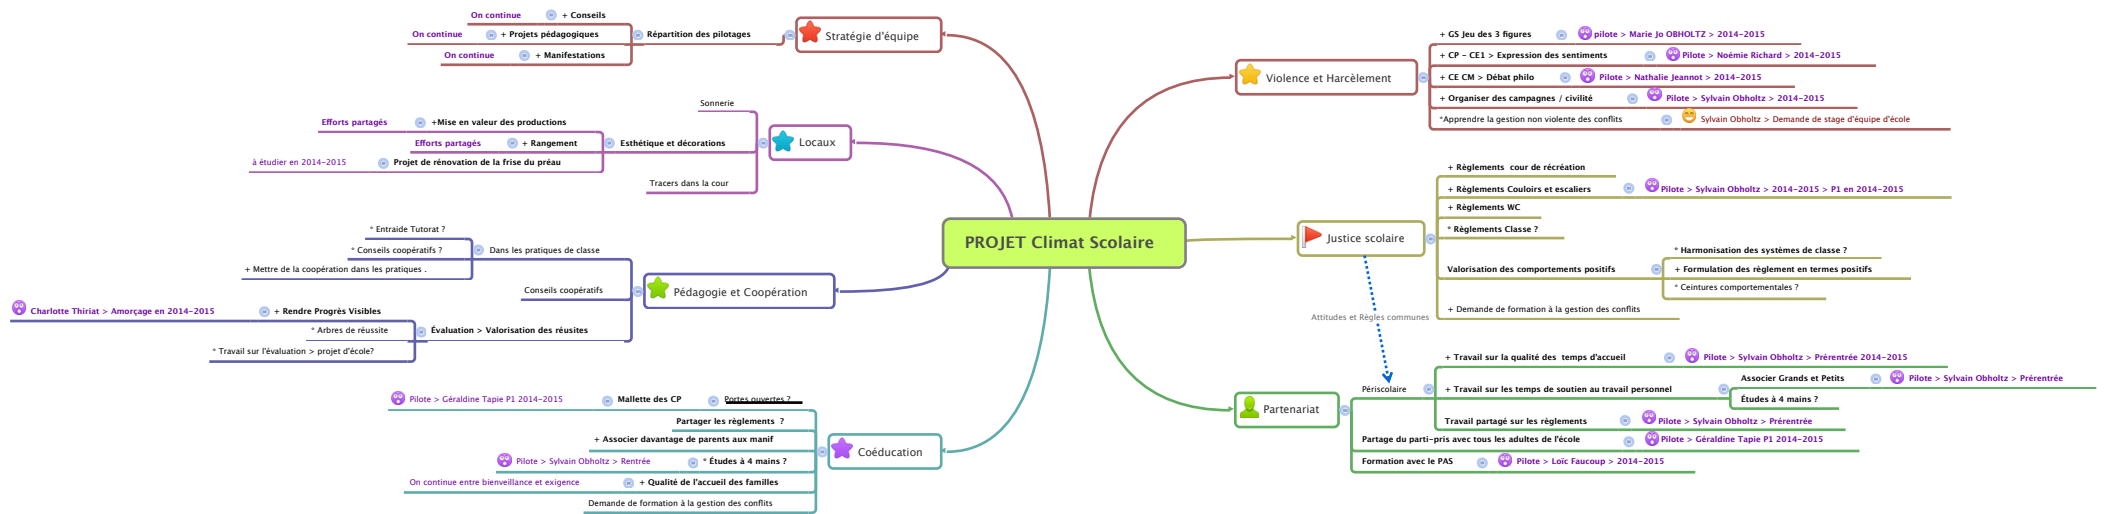 PROJET Climat Scolaire
Stratégie d'équipe
Répartition des pilotages
+ Conseils
On continue
+ Projets pédagogiques
On continue
+ Manifestations
On continue
Locaux
Sonnerie
Esthétique et décorations
+Mise en valeur des productions
Efforts partagés
+ Rangement
Efforts partagés
Projet de rénovation de la frise du préau
à étudier en 2014-2015
Tracers dans la cour
Pédagogie et Coopération
Dans les pratiques de classe
* Entraide Tutorat ?
* Conseils coopératifs ?
+ Mettre de la coopération dans les pratiques .
Conseils coopératifs
Évaluation > Valorisation des réusites
+ Rendre Progrès Visibles
Charlotte Thiriat > Amorçage en 2014-2015
* Arbres de réussite
* Travail sur l'évaluation > projet d'école?
Coéducation
Portes ouvertes ?
Mallette des CP
Pilote > Géraldine Tapie P1 2014-2015
Partager les règlements ?
+ Associer davantage de parents aux manif
* Études à 4 mains ?
Pilote > Sylvain Obholtz > Rentrée
+ Qualité de l'accueil des familles
On continue entre bienveillance et exigence
Demande de formation à la gestion des conflits
Violence et Harcèlement
+ GS Jeu des 3 figures
pilote > Marie Jo OBHOLTZ > 2014-2015
+ CP - CE1 > Expression des sentiments
Pilote > Noémie Richard > 2014-2015
+ CE CM > Débat philo
Pilote > Nathalie Jeannot > 2014-2015
+ Organiser des campagnes / civilité
Pilote > Sylvain Obholtz > 2014-2015
*Apprendre la gestion non violente des conflits
Sylvain Obholtz > Demande de stage d'équipe d'école
Justice scolaire
+ Règlements cour de récréation
+ Règlements Couloirs et escaliers
Pilote > Sylvain Obholtz > 2014-2015 > P1 en 2014-2015
+ Règlements WC
* Règlements Classe ?
Valorisation des comportements positifs
* Harmonisation des systèmes de classe ?
+ Formulation des règlement en termes positifs
* Ceintures comportementales ?
+ Demande de formation à la gestion des conflits
Attitudes et Règles communes
Partenariat
Périscolaire
+ Travail sur la qualité des temps d'accueil
Pilote > Sylvain Obholtz > Prérentrée 2014-2015
+ Travail sur les temps de soutien au travail personnel
Associer Grands et Petits
Pilote > Sylvain Obholtz > Prérentrée
Études à 4 mains ?
Travail partagé sur les règlements
Pilote > Sylvain Obholtz > Prérentrée
Partage du parti-pris avec tous les adultes de l'école
Pilote > Géraldine Tapie P1 2014-2015
Formation avec le PAS
Pilote > Loïc Faucoup > 2014-2015